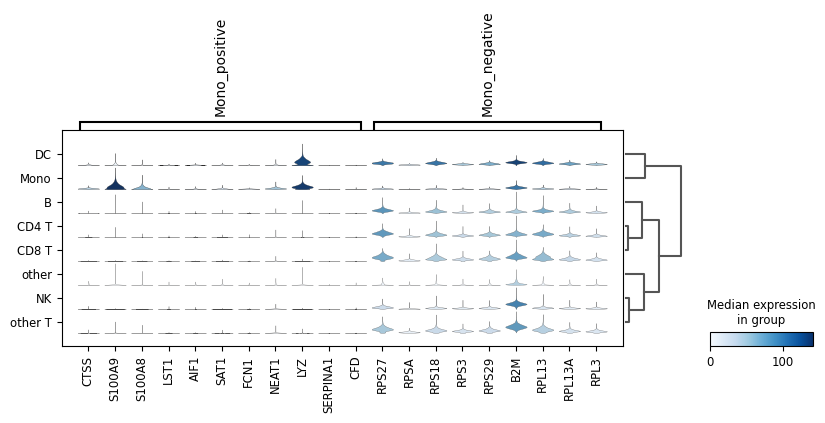 Mono_positive
Mono_negative
DC
Mono
B
CD4 T
CD8 T
other
NK
other T
CTSS
S100A9
S100A8
LST1
AIF1
SAT1
FCN1
NEAT1
LYZ
SERPINA1
CFD
RPS27
RPSA
RPS18
RPS3
RPS29
B2M
RPL13
RPL13A
RPL3
Median expression
in group
0 100